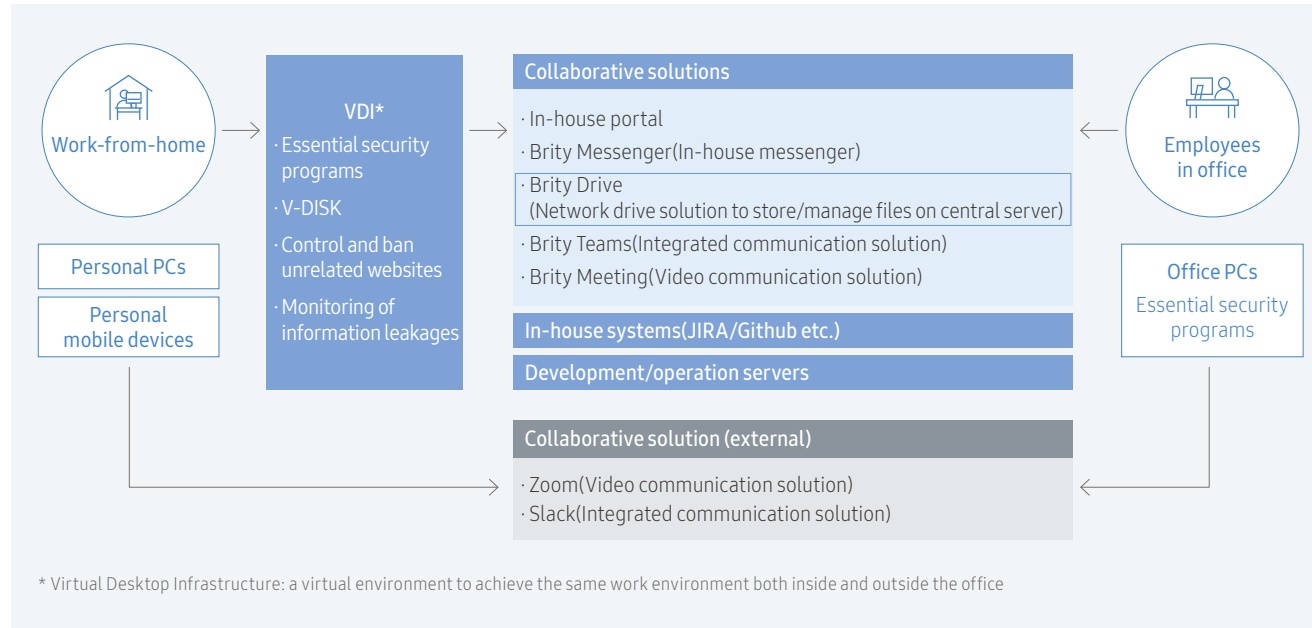 Work-from-home
Personal PCs
Personal
mobile devices
VDI*
· Essential security
programs
· V-DISK
· Control and ban
unrelated websites
· Monitoring of
information leakages
Collaborative solutions
· In-house portal
· Brity Messenger(In-house messenger)
· Brity Drive
(Network drive solution to store/manage files on central server)
· Brity Teams(Integrated communication solution)
· Brity Meeting(Video communication solution)
In-house systems(JIRA/Github etc.)
Development/operation servers
Collaborative solution (external)
· Zoom(Video communication solution)
· Slack(Integrated communication solution)
Employees
in office
Office PCs
Essential security
programs
* Virtual Desktop Infrastructure: a virtual environment to achieve the same work environment both inside and outside the office